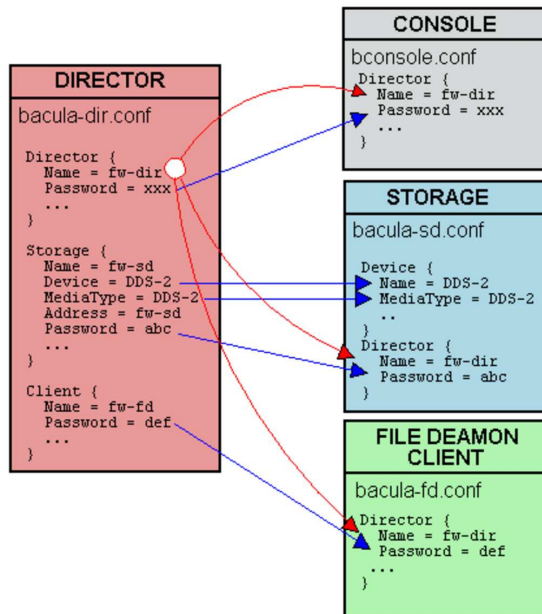 DIRECTOR
bacula-dir.conf
Director {
Name = fw-dir
Password = xxx
...
}
Storage {
Name = fw-sd
Device = DDS-2
MediaType = DDS-2
Address = fw-sd
Password = abc
...
}
Client {
Name = fw-fd
Password = def
...
}
CONSOLE
bconsole.conf
Director {
Name = fw-dir
Password = xxx
...
}
STORAGE
bacula-sd.conf
Device {
Name = DDS-2
MediaType = DDS-2
..
}
Director {
Name = fw-dir
Password = abc
...
}
FILE DEAMON
CLIENT
bacula-fd.conf
Director {
Name = fw-dir
Password = def
...
}